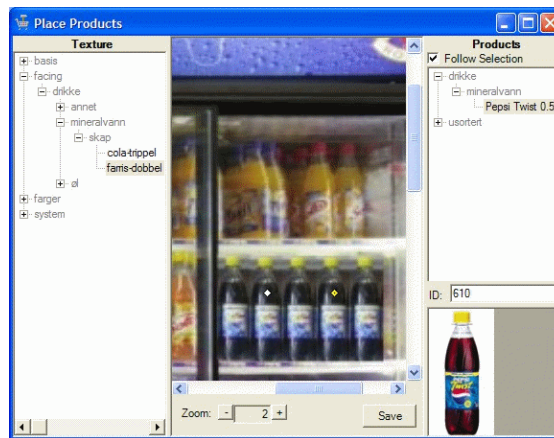 Place Products
Texture
basis
facing
drikke
annet
mineralvann
skap
cola-trippel
farris-dobbel
øl
farger
system
Zoom: - 2 +
Save
Products
Follow Selection
drikke
mineralvann
Pepsi Twist 0.5
usortert
ID: 610
Twist